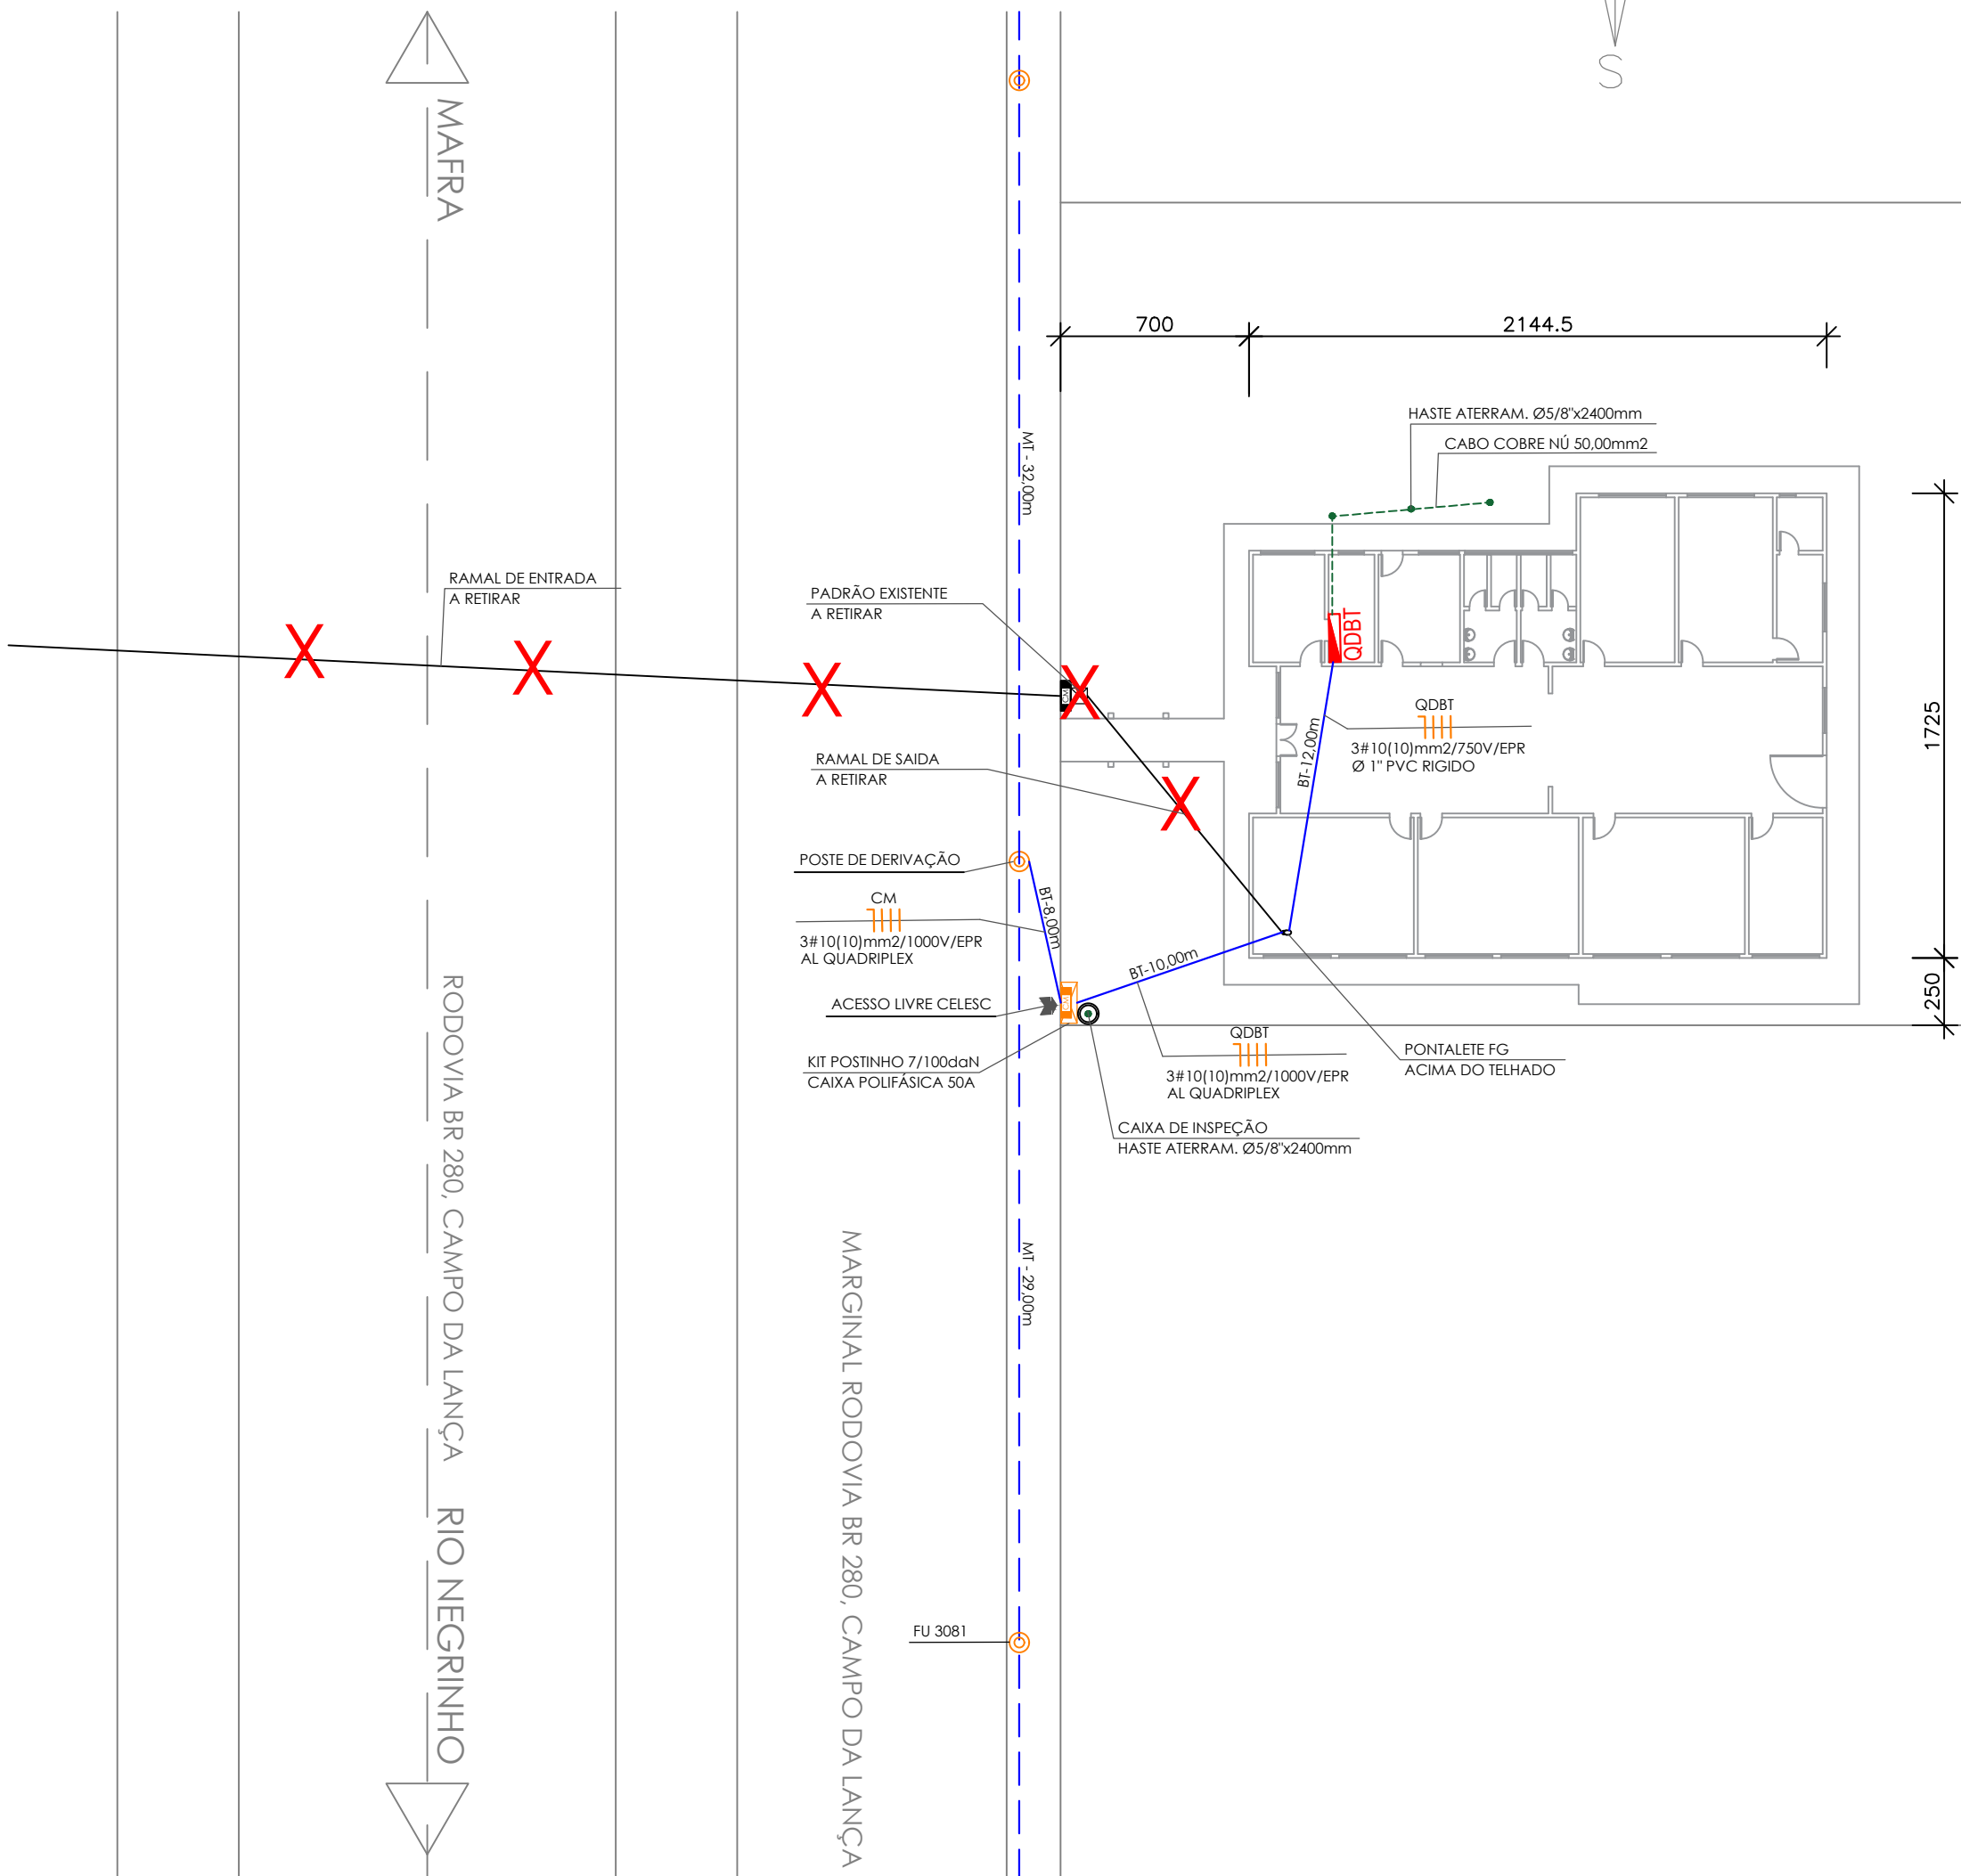 S
MAFRA
700
2144.5
HASTE ATERRAM. Ø5/8"x2400mm
CABO COBRE NÚ 50,00mm2
MT - 32,00m
RAMAL DE ENTRADA
A RETIRAR
PADRÃO EXISTENTE
A RETIRAR
QDBT
CM
QDBT
3#10(10)mm2/750V/EPR
Ø 1" PVC RIGIDO
BT-12,00m
1725
RAMAL DE SAIDA
A RETIRAR
POSTE DE DERIVAÇÃO
CM
3#10(10)mm2/1000V/EPR
AL QUADRIPLEX
BT-8,00m
BT-10,00m
ACESSO LIVRE CELESC
CM
250
KIT POSTINHO 7/100daN
CAIXA POLIFÁSICA 50A
QDBT
3#10(10)mm2/1000V/EPR
AL QUADRIPLEX
PONTALETE FG
ACIMA DO TELHADO
CAIXA DE INSPEÇÃO
HASTE ATERRAM. Ø5/8"x2400mm
RODOVIA BR 280, CAMPO DA LANÇA
MT - 29,00m
MARGINAL RODOVIA BR 280, CAMPO DA LANÇA
RIO NEGRINHO
FU 3081